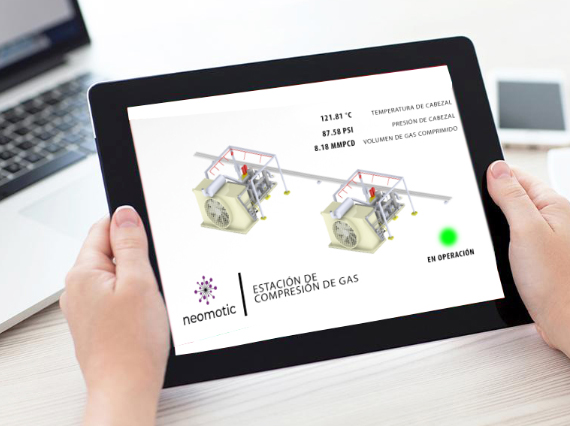 121.81 °C TEMPERATURA DE CABEZAL
87.58 PSI PRESIÓN DE CABEZAL
8.18 MMPCD VOLUMEN DE GAS COMPRIMIDO
EN OPERACIÓN
neomotic
ESTACIÓN DE
COMPRESIÓN DE GAS